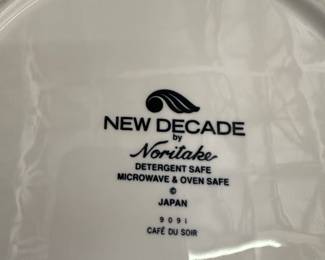 NEW DECADE
by
Noritake
DETERGENT SAFE
MICROWAVE & OVEN SAFE
©
JAPAN
9091
CAFÉ DU SOIR